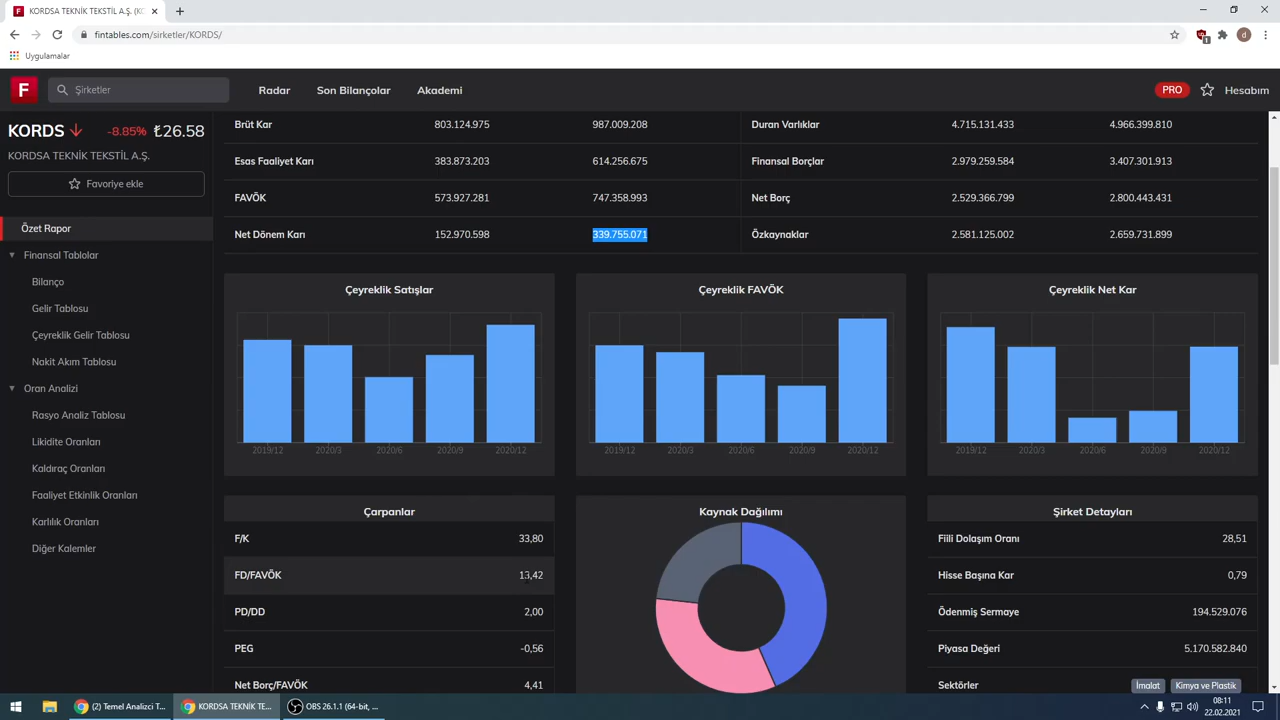 KORDSA TEKNİK TEKSTİL A.Ş. (KO
fintables.com/sirketler/KORDS/
Uygulamalar
1
d
F
Şirketler
Radar
Son Bilançolar
Akademi
PRO
Hesabım
KORDS -8.85% ₺26.58
KORDSA TEKNİK TEKSTİL A.Ş.
Favoriye ekle
Özet Rapor
Finansal Tablolar
Bilanço
Gelir Tablosu
Çeyreklik Gelir Tablosu
Nakit Akım Tablosu
Oran Analizi
Rasyo Analiz Tablosu
Likidite Oranları
Kaldıraç Oranları
Faaliyet Etkinlik Oranları
Karlılık Oranları
Diğer Kalemler
Brüt Kar 803.124.975 987.009.208
Esas Faaliyet Karı 383.873.203 614.256.675
FAVÖK 573.927.281 747.358.993
Net Dönem Karı 152.970.598 339.755.071
Duran Varlıklar 4.715.131.433 4.966.399.810
Finansal Borçlar 2.979.259.584 3.407.301.913
Net Borç 2.529.366.799 2.800.443.431
Özkaynaklar 2.581.125.002 2.659.731.899
Çeyreklik Satışlar
2019/12 2020/3 2020/6 2020/9 2020/12
Çeyreklik FAVÖK
2019/12 2020/3 2020/6 2020/9 2020/12
Çeyreklik Net Kar
2019/12 2020/3 2020/6 2020/9 2020/12
Çarpanlar
F/K 33,80
FD/FAVÖK 13,42
PD/DD 2,00
PEG -0,56
Net Borç/FAVÖK 4,41
Kaynak Dağılımı
Şirket Detayları
Fiili Dolaşım Oranı 28,51
Hisse Başına Kar 0,79
Ödenmiş Sermaye 194.529.076
Piyasa Değeri 5.170.582.840
Sektörler İmalat Kimya ve Plastik
(2) Temel Analizci T...
KORDSA TEKNİK TE...
OBS 26.1.1 (64-bit, ...
08:11
22.02.2021